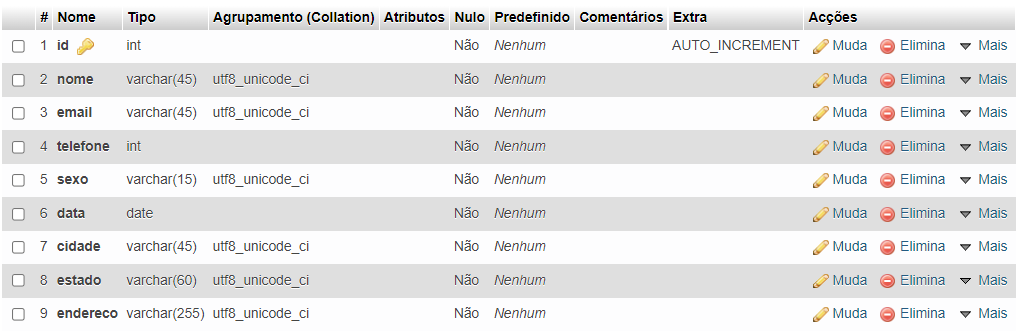 # Nome Tipo Agrupamento (Collation) Atributos Nulo Predefinido Comentários Extra Acções
1 id int Não Nenhum AUTO_INCREMENT Muda Elimina Mais
2 nome varchar(45) utf8_unicode_ci Não Nenhum Muda Elimina Mais
3 email varchar(45) utf8_unicode_ci Não Nenhum Muda Elimina Mais
4 telefone int Não Nenhum Muda Elimina Mais
5 sexo varchar(15) utf8_unicode_ci Não Nenhum Muda Elimina Mais
6 data date Não Nenhum Muda Elimina Mais
7 cidade varchar(45) utf8_unicode_ci Não Nenhum Muda Elimina Mais
8 estado varchar(60) utf8_unicode_ci Não Nenhum Muda Elimina Mais
9 endereco varchar(255) utf8_unicode_ci Não Nenhum Muda Elimina Mais